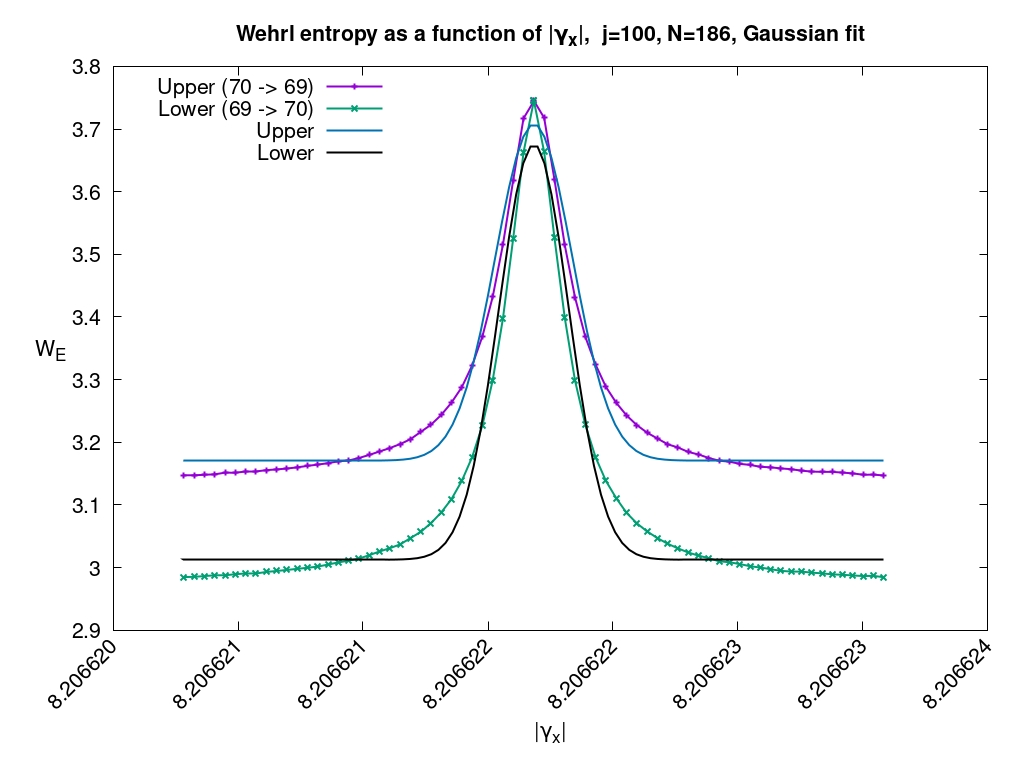 Wehrl entropy as a function of |γx|,  j=100, N=186, Gaussian fit
Upper (70 -> 69)
Lower (69 -> 70)
Upper
Lower
3.8
3.7
3.6
3.5
3.4
3.3
3.2
3.1
3
2.9
WE
8.206620
8.206621
8.206621
8.206622
8.206622
8.206623
8.206623
8.206624
|γx|